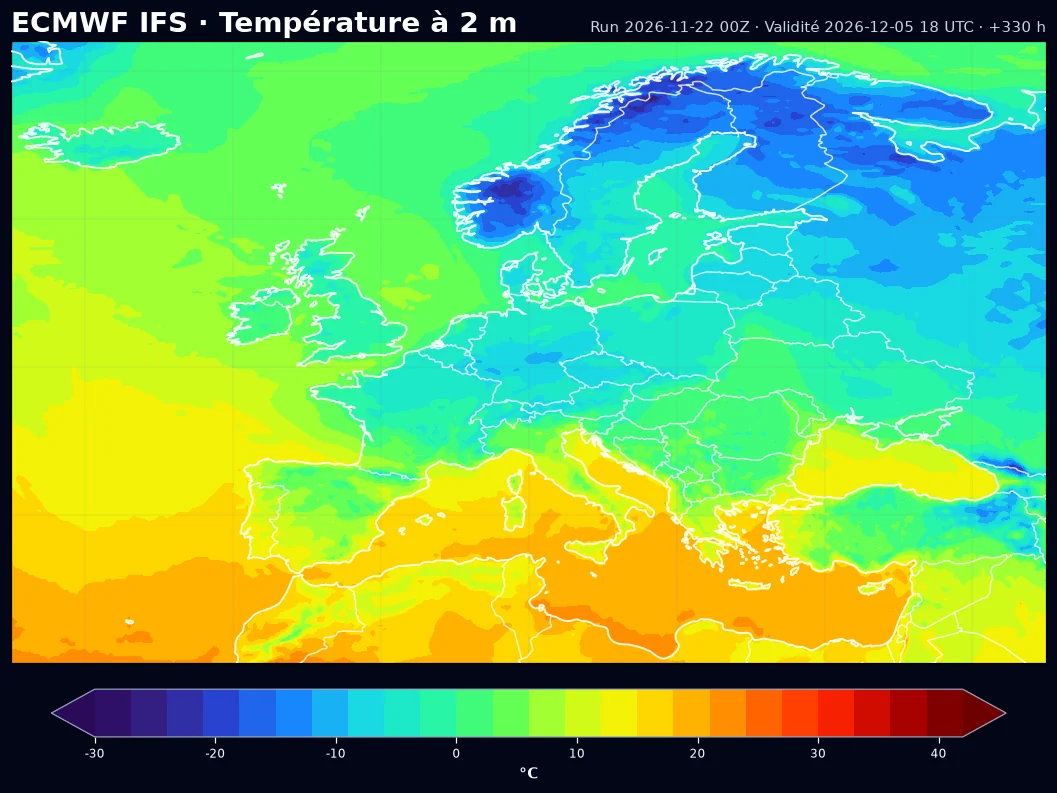 ECMWF IFS · Température à 2 m
Run 2026-11-22 00Z · Validité 2026-12-05 18 UTC · +330 h
-30 -20 -10 0 10 20 30 40
°C